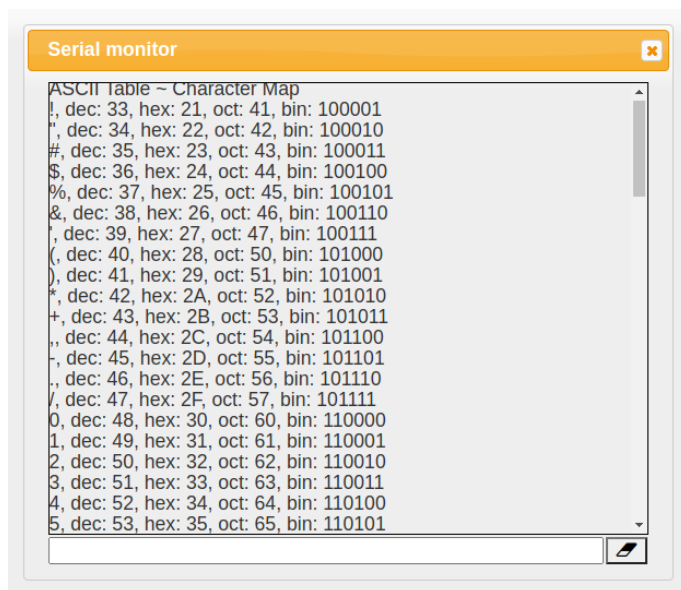 Serial monitor
ASCII Table ~ Character Map
!, dec: 33, hex: 21, oct: 41, bin: 100001
", dec: 34, hex: 22, oct: 42, bin: 100010
#, dec: 35, hex: 23, oct: 43, bin: 100011
$, dec: 36, hex: 24, oct: 44, bin: 100100
%, dec: 37, hex: 25, oct: 45, bin: 100101
&, dec: 38, hex: 26, oct: 46, bin: 100110
', dec: 39, hex: 27, oct: 47, bin: 100111
(, dec: 40, hex: 28, oct: 50, bin: 101000
), dec: 41, hex: 29, oct: 51, bin: 101001
*, dec: 42, hex: 2A, oct: 52, bin: 101010
+, dec: 43, hex: 2B, oct: 53, bin: 101011
,, dec: 44, hex: 2C, oct: 54, bin: 101100
-, dec: 45, hex: 2D, oct: 55, bin: 101101
., dec: 46, hex: 2E, oct: 56, bin: 101110
/, dec: 47, hex: 2F, oct: 57, bin: 101111
0, dec: 48, hex: 30, oct: 60, bin: 110000
1, dec: 49, hex: 31, oct: 61, bin: 110001
2, dec: 50, hex: 32, oct: 62, bin: 110010
3, dec: 51, hex: 33, oct: 63, bin: 110011
4, dec: 52, hex: 34, oct: 64, bin: 110100
5, dec: 53, hex: 35, oct: 65, bin: 110101